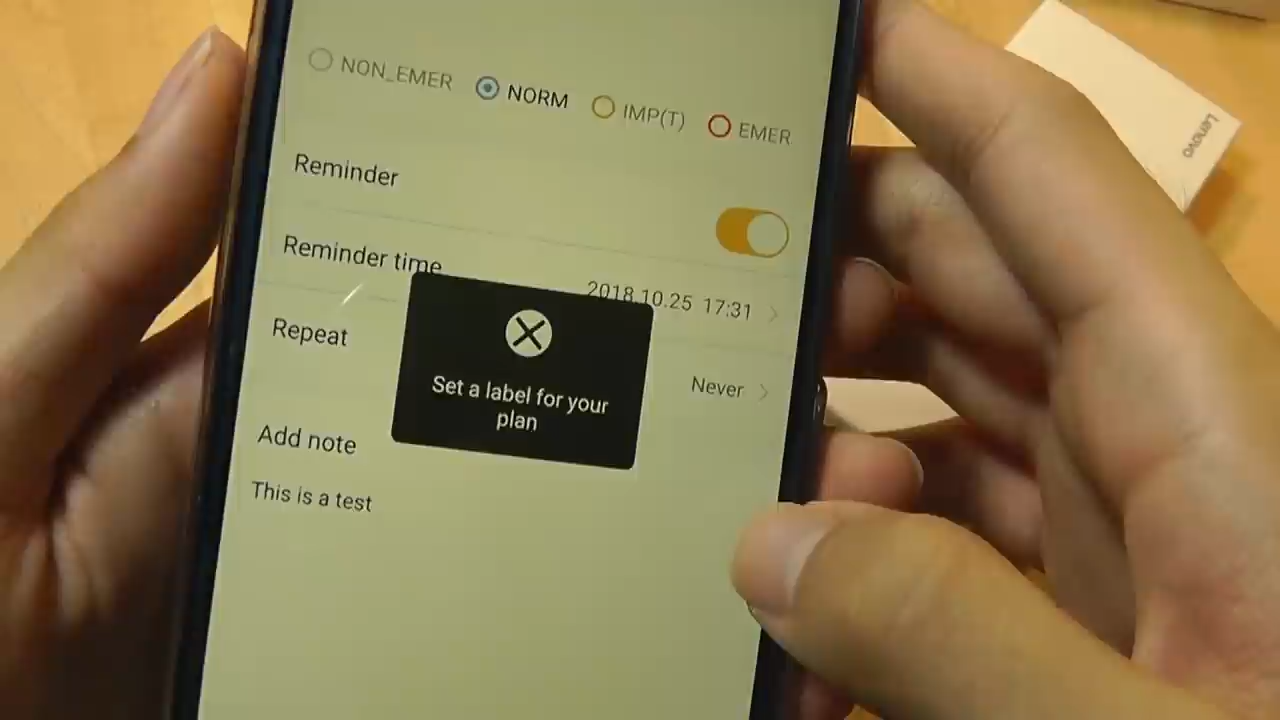 NON_EMER NORM IMP(T) EMER
Lenovo
Reminder
Reminder time 2018.10.25 17:31
Repeat Never
Set a label for your
plan
Add note
This is a test